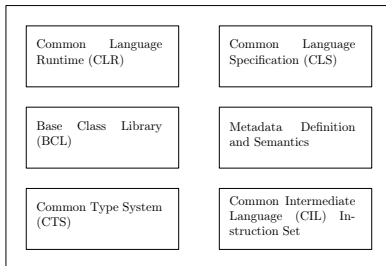 Common Language
Runtime (CLR)
Common Language
Specification (CLS)
Base Class Library
(BCL)
Metadata Definition
and Semantics
Common Type System
(CTS)
Common Intermediate
Language (CIL) In-
struction Set